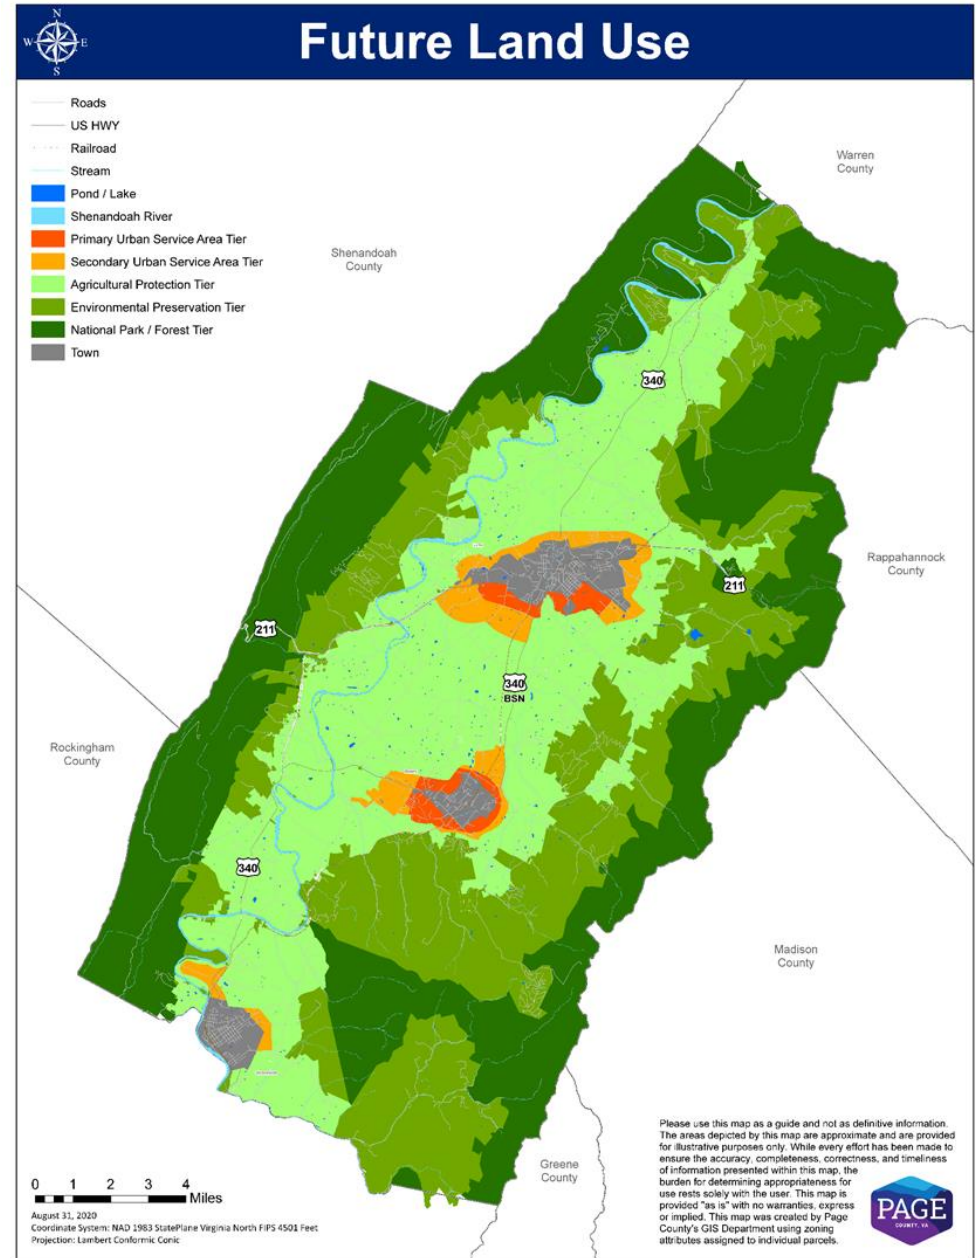 N
W E
S
Future Land Use
Roads
US HWY
Railroad
Stream
Pond / Lake
Shenandoah River
Primary Urban Service Area Tier
Secondary Urban Service Area Tier
Agricultural Protection Tier
Environmental Preservation Tier
National Park / Forest Tier
Town
Warren
County
Shenandoah
County
340
Rappahannock
County
211
211
340
BSN
Rockingham
County
340
Madison
County
Greene
County
0 1 2 3 4
Miles
August 31, 2020
Coordinate System: NAD 1983 StatePlane Virginia North FIPS 4501 Feet
Projection: Lambert Conformic Conic
Please use this map as a guide and not as definitive information.
The areas depicted by this map are approximate and are provided
for illustrative purposes only. While every effort has been made to
ensure the accuracy, completeness, correctness, and timeliness
of information presented within this map, the
burden for determining appropriateness for
use rests solely with the user. This map is
provided "as is" with no warranties, express
or implied. This map was created by Page
County's GIS Department using zoning
attributes assigned to individual parcels.
PAGE
COUNTY, VA